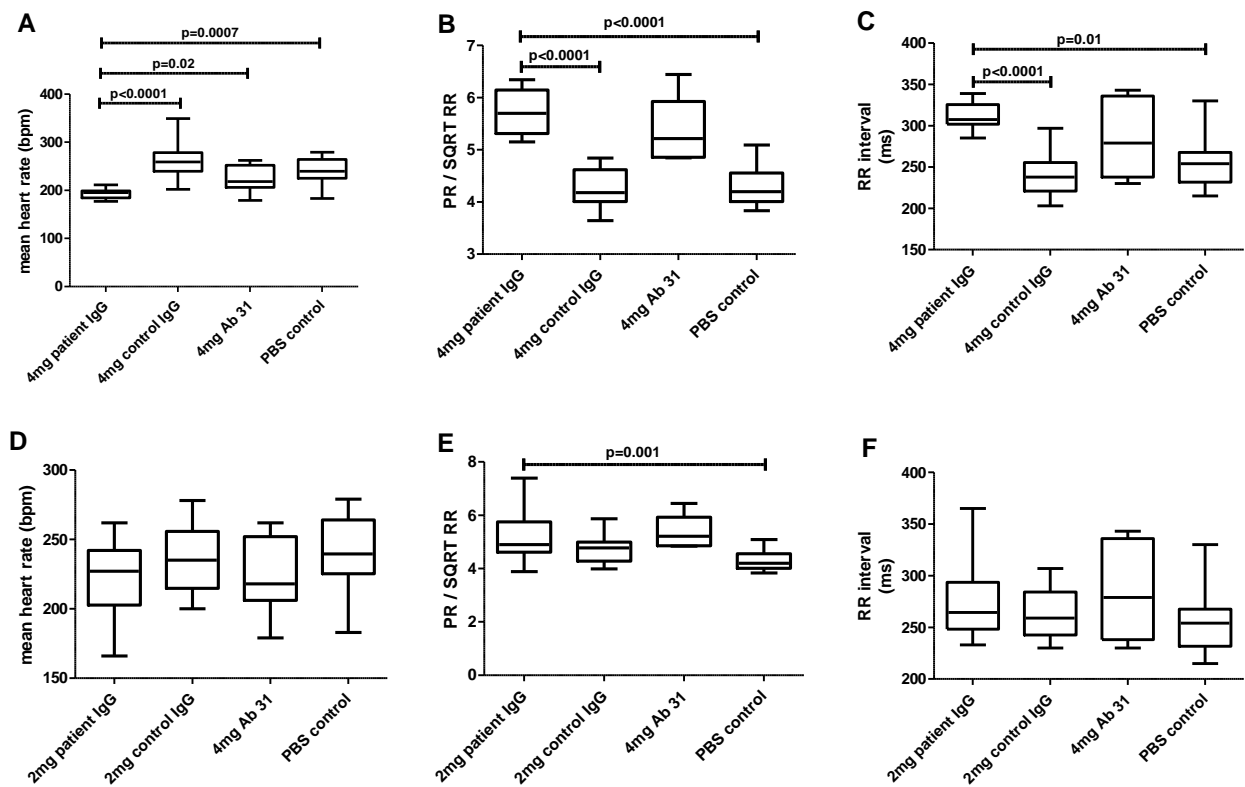 A
p=0.0007
p=0.02
p<0.0001
mean heart rate (bpm)
400
300
200
100
0
4mg patient IgG
4mg control IgG
4mg Ab 31
PBS control
B
p<0.0001
p<0.0001
PR / SQRT RR
7
6
5
4
3
4mg patient IgG
4mg control IgG
4mg Ab 31
PBS control
C
p=0.01
p<0.0001
RR interval
(ms)
400
350
300
250
200
150
4mg patient IgG
4mg control IgG
4mg Ab 31
PBS control
D
mean heart rate (bpm)
300
250
200
150
2mg patient IgG
2mg control IgG
4mg Ab 31
PBS control
E
p=0.001
PR / SQRT RR
8
6
4
2
0
2mg patient IgG
2mg control IgG
4mg Ab 31
PBS control
F
RR interval
(ms)
400
350
300
250
200
2mg patient IgG
2mg control IgG
4mg Ab 31
PBS control